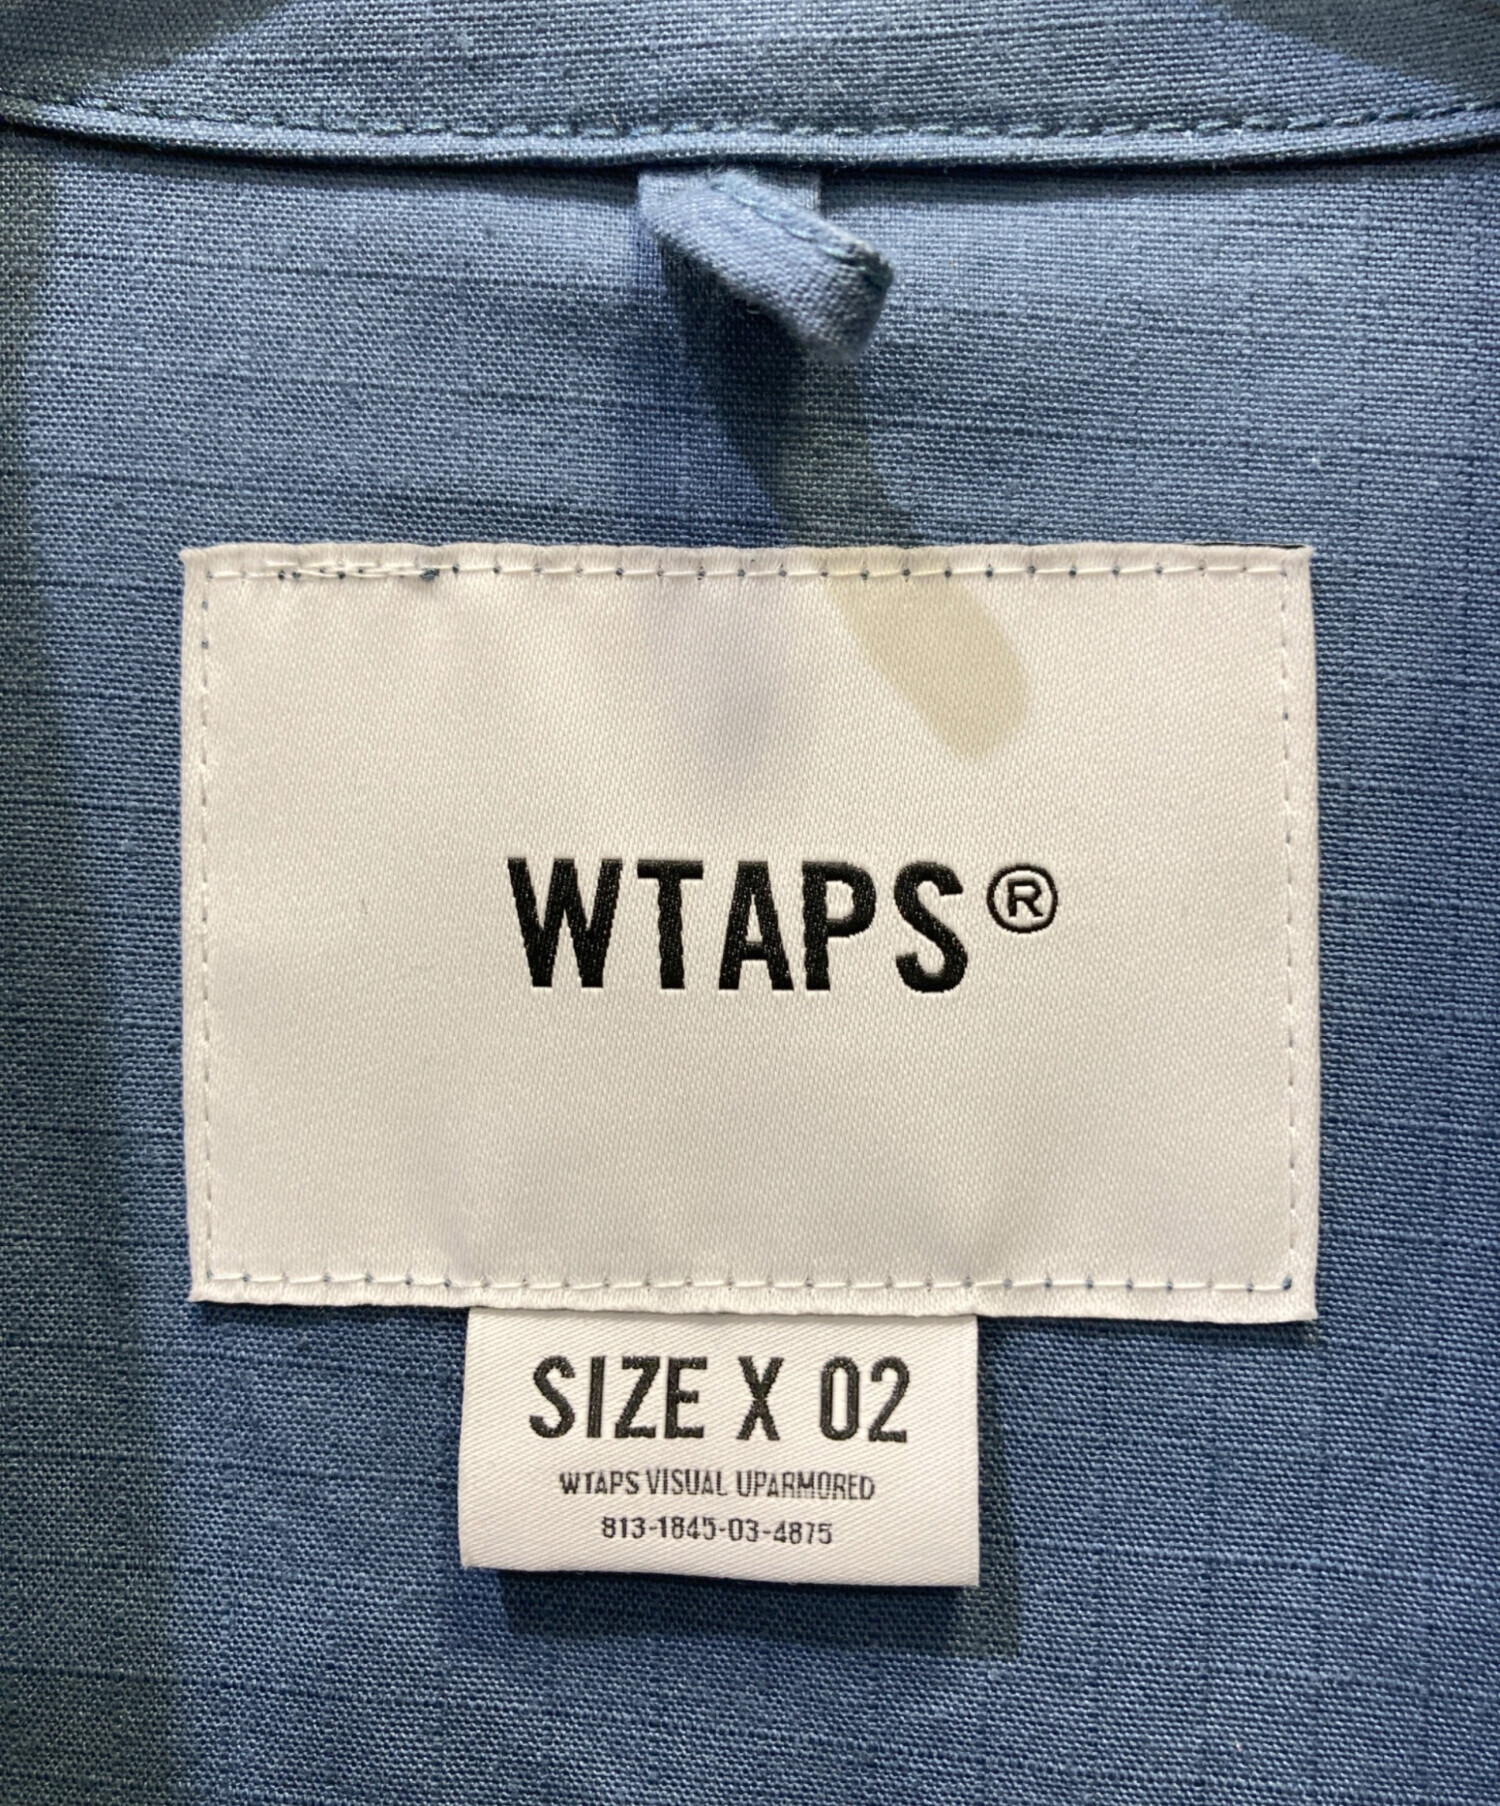 WTAPS®
SIZE X 02
WTAPS VISUAL UPARMORED
813-1845-03-4875